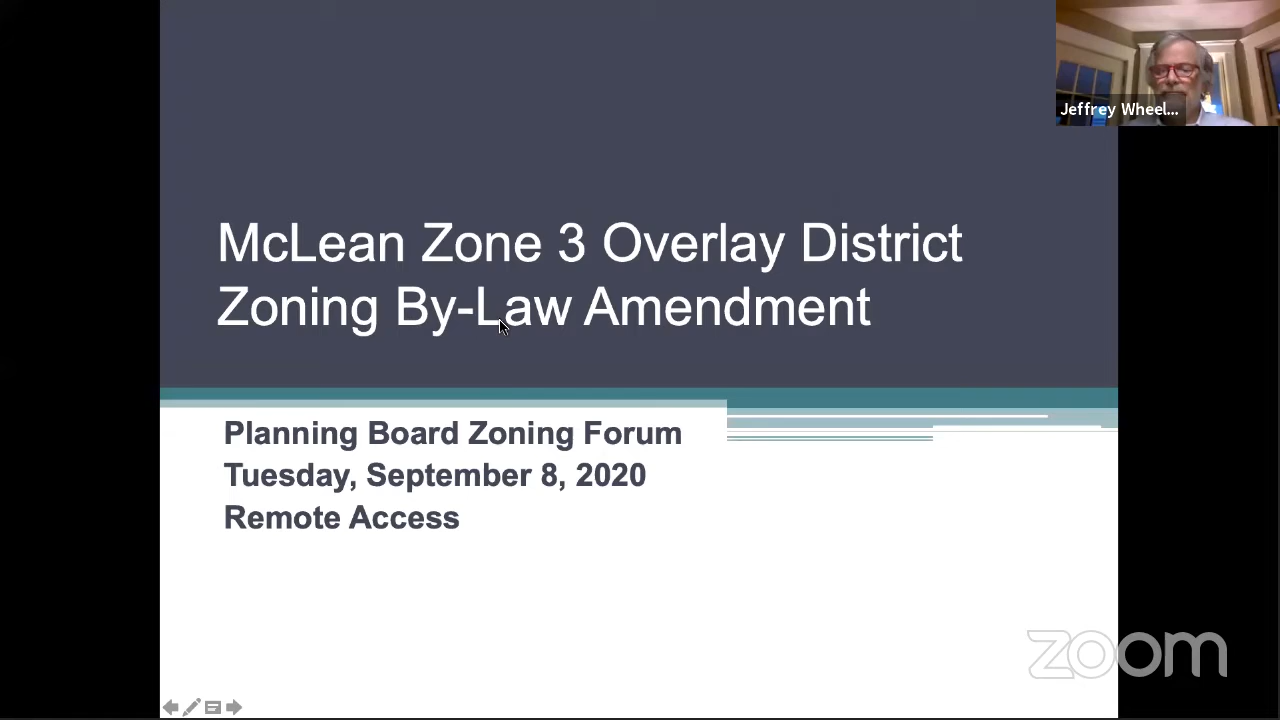 Jeffrey Wheel...
McLean Zone 3 Overlay District
Zoning By-Law Amendment
Planning Board Zoning Forum
Tuesday, September 8, 2020
Remote Access
zoom